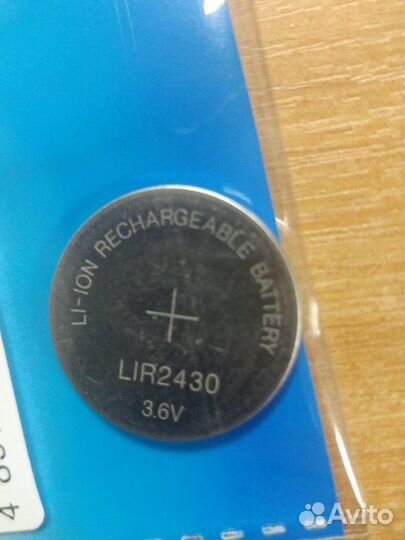 LI-ION RECHARGEABLE BATTERY
+
LIR2430
3.6V
Avito